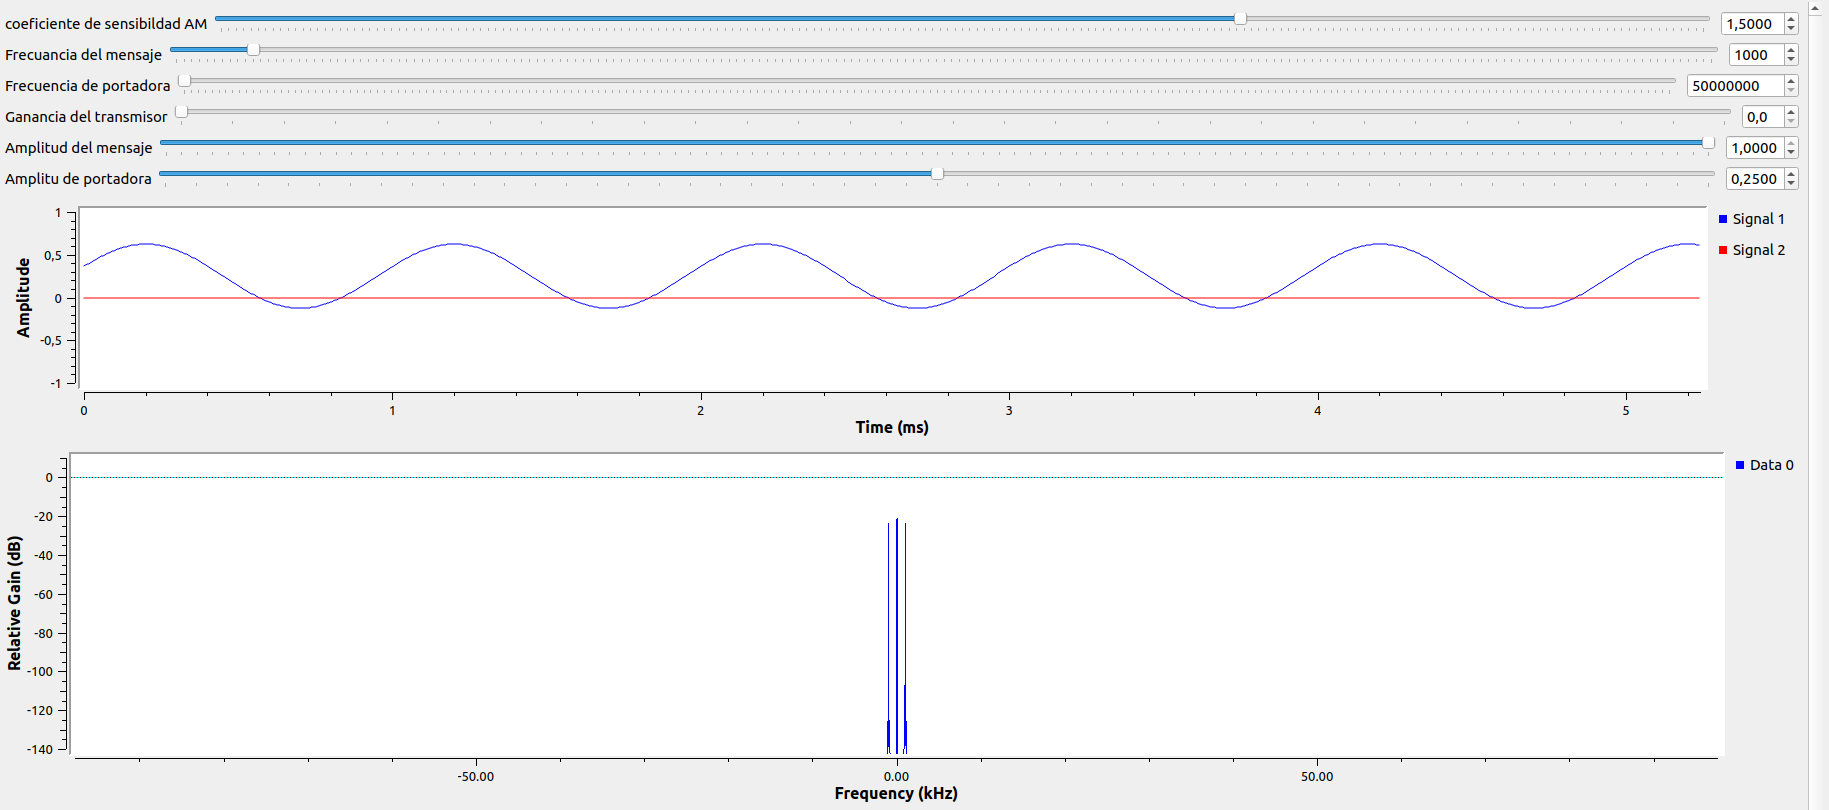 coeficiente de sensibildad AM 1,5000
Frecuancia del mensaje 1000
Frecuencia de portadora 50000000
Ganancia del transmisor 0,0
Amplitud del mensaje 1,0000
Amplitu de portadora 0,2500
Amplitude
1
0,5
0
-0,5
-1
0 1 2 3 4 5
Time (ms)
Signal 1
Signal 2
Relative Gain (dB)
0
-20
-40
-60
-80
-100
-120
-140
-50.00 0.00 50.00
Frequency (kHz)
Data 0